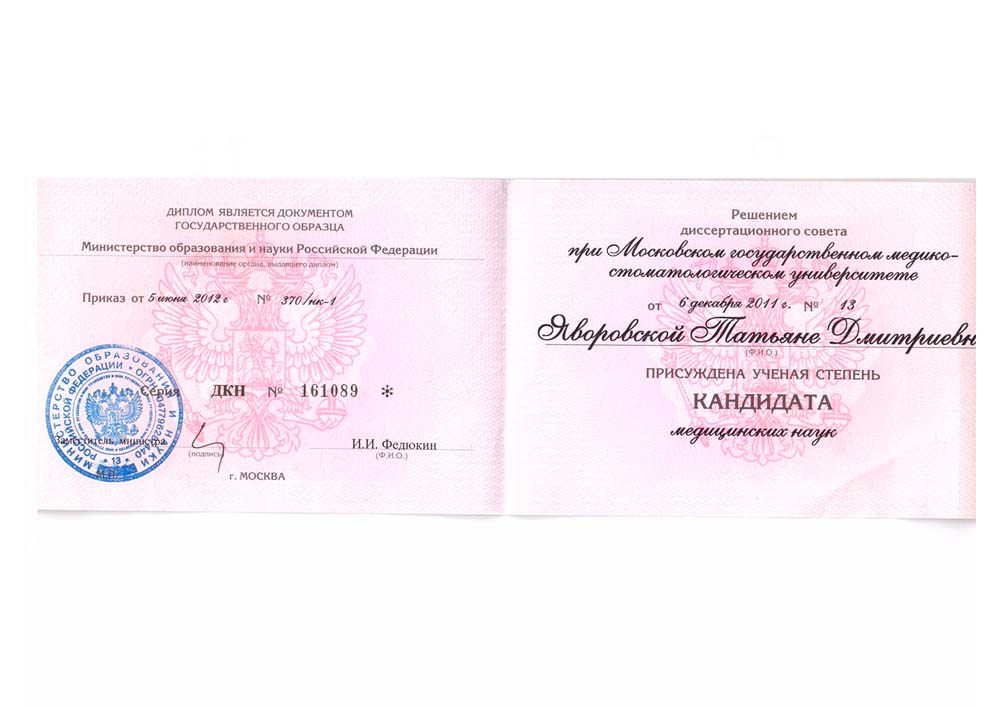 ДИПЛОМ ЯВЛЯЕТСЯ ДОКУМЕНТОМ
ГОСУДАРСТВЕННОГО ОБРАЗЦА
Министерство образования и науки Российской Федерации
(наименование органа, выдавшего диплом)
Приказ от 5 июня 2012 г № 370/нк-1
Серия ДКН № 161089 *
Заместитель министра
И.И. Федюкин
(подпись) (Ф.И.О.)
М.П.
г. МОСКВА
МИНИСТЕРСТВО ОБРАЗОВАНИЯ И НАУКИ
РОССИЙСКОЙ ФЕДЕРАЦИИ
* 13 *
Решением
диссертационного совета
при Московском государственном медико-
стоматологическом университете
от 6 декабря 2011 г. № 13
Яворовской Татьяне Дмитриевн
(Ф.И.О.)
ПРИСУЖДЕНА УЧЕНАЯ СТЕПЕНЬ
КАНДИДАТА
медицинских наук